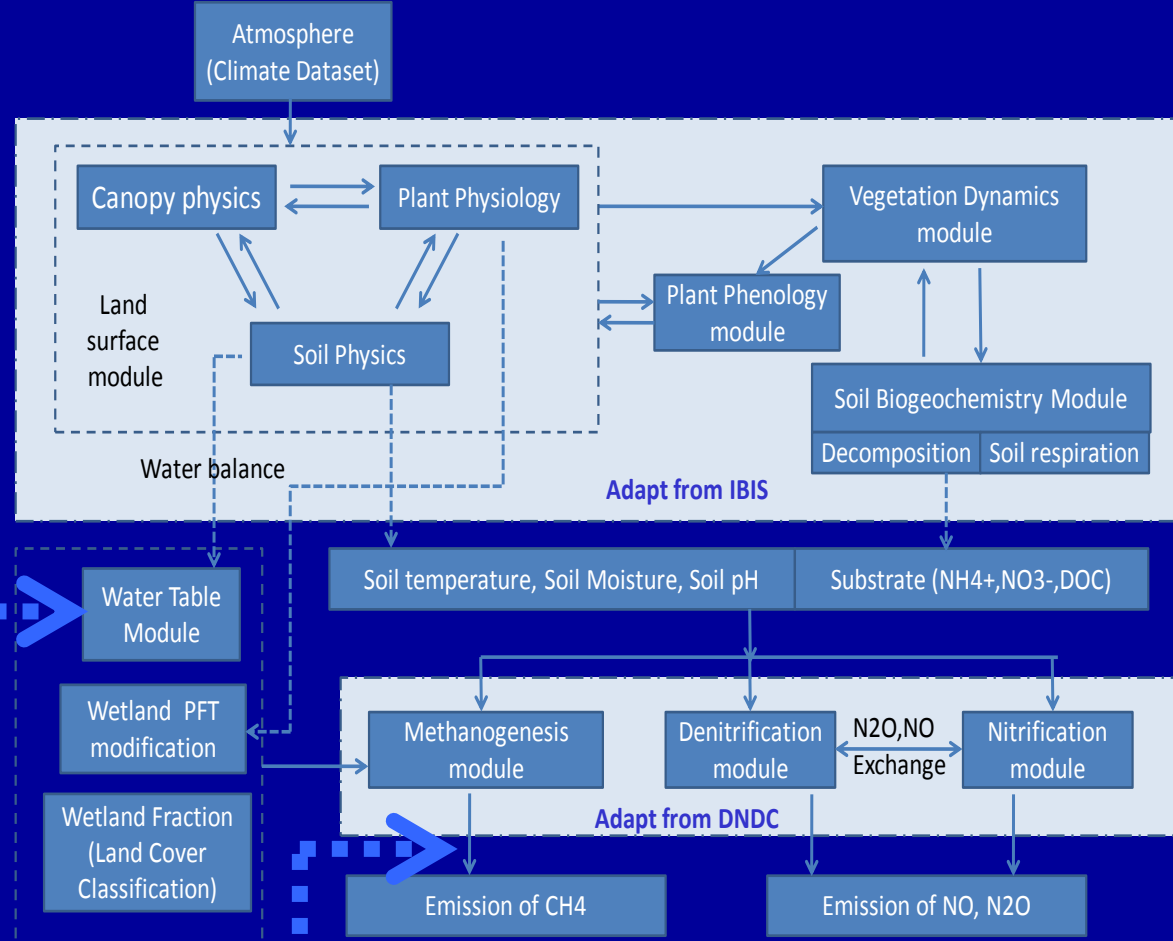 Atmosphere
(Climate Dataset)
Canopy physics
Plant Physiology
Vegetation Dynamics
module
Plant Phenology
module
Land
surface
module
Soil Physics
Soil Biogeochemistry Module
Decomposition
Soil respiration
Water balance
Adapt from IBIS
Soil temperature, Soil Moisture, Soil pH
Substrate (NH4+,NO3-,DOC)
Water Table
Module
Wetland PFT
modification
Methanogenesis
module
Denitrification
module
N2O,NO
Exchange
Nitrification
module
Adapt from DNDC
Wetland Fraction
(Land Cover
Classification)
Emission of CH4
Emission of NO, N2O